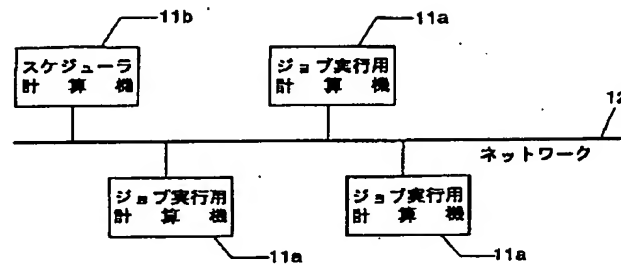 11b
11a
スケジューラ
計算機
ジョブ実行用
計算機
12
ネットワーク
ジョブ実行用
計算機
ジョブ実行用
計算機
11a
11a